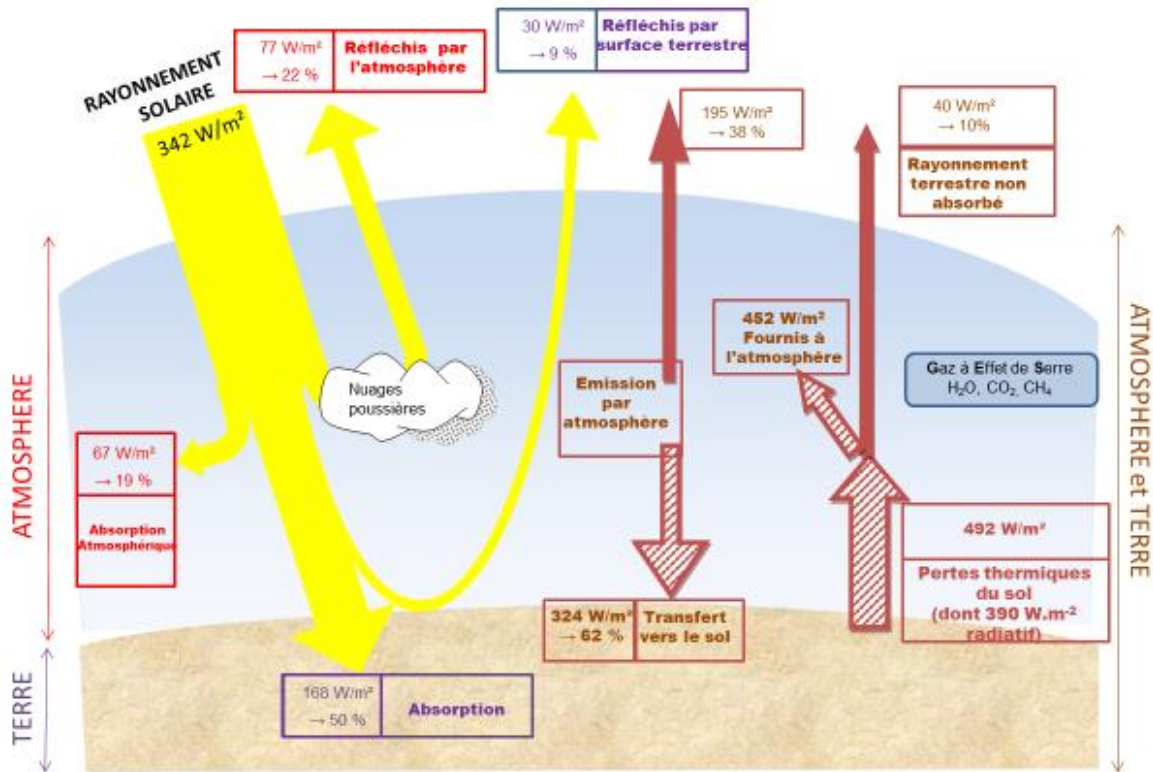 77 W/m²
→ 22 %
Réfléchis par
l'atmosphère
30 W/m²
→ 9 %
Réfléchis par
surface terrestre
RAYONNEMENT
SOLAIRE
342 W/m²
195 W/m²
→ 38 %
40 W/m²
→ 10%
Rayonnement
terrestre non
absorbé
452 W/m²
Fournis à
l'atmosphère
Gaz à Effet de Serre
H₂O, CO₂, CH₄
Nuages
poussières
Emission
par
atmosphère
67 W/m²
→ 19 %
Absorption
Atmosphérique
492 W/m²
Pertes thermiques
du sol
(dont 390 W.m⁻²
radiatif)
324 W/m²
→ 62 %
Transfert
vers le sol
168 W/m²
→ 50 %
Absorption
ATMOSPHERE
TERRE
ATMOSPHERE et TERRE